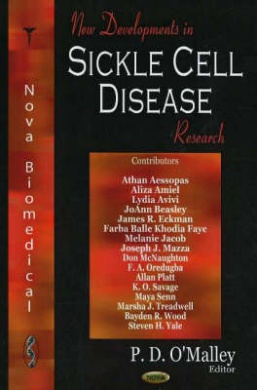 New Developments in
SICKLE CELL
DISEASE
Research
Nova Biomedical
Contributors
Athan Aessopas
Aliza Amiel
Lydia Avivi
JoAnn Beasley
James R. Eckman
Farba Balle Khodia Faye
Melanie Jacob
Joseph J. Mazza
Don McNaughton
F. A. Oredugba
Allan Platt
K. O. Savage
Maya Senn
Marsha J. Treadwell
Bayden R. Wood
Steven H. Yale
P. D. O'Malley
Editor
NOVA